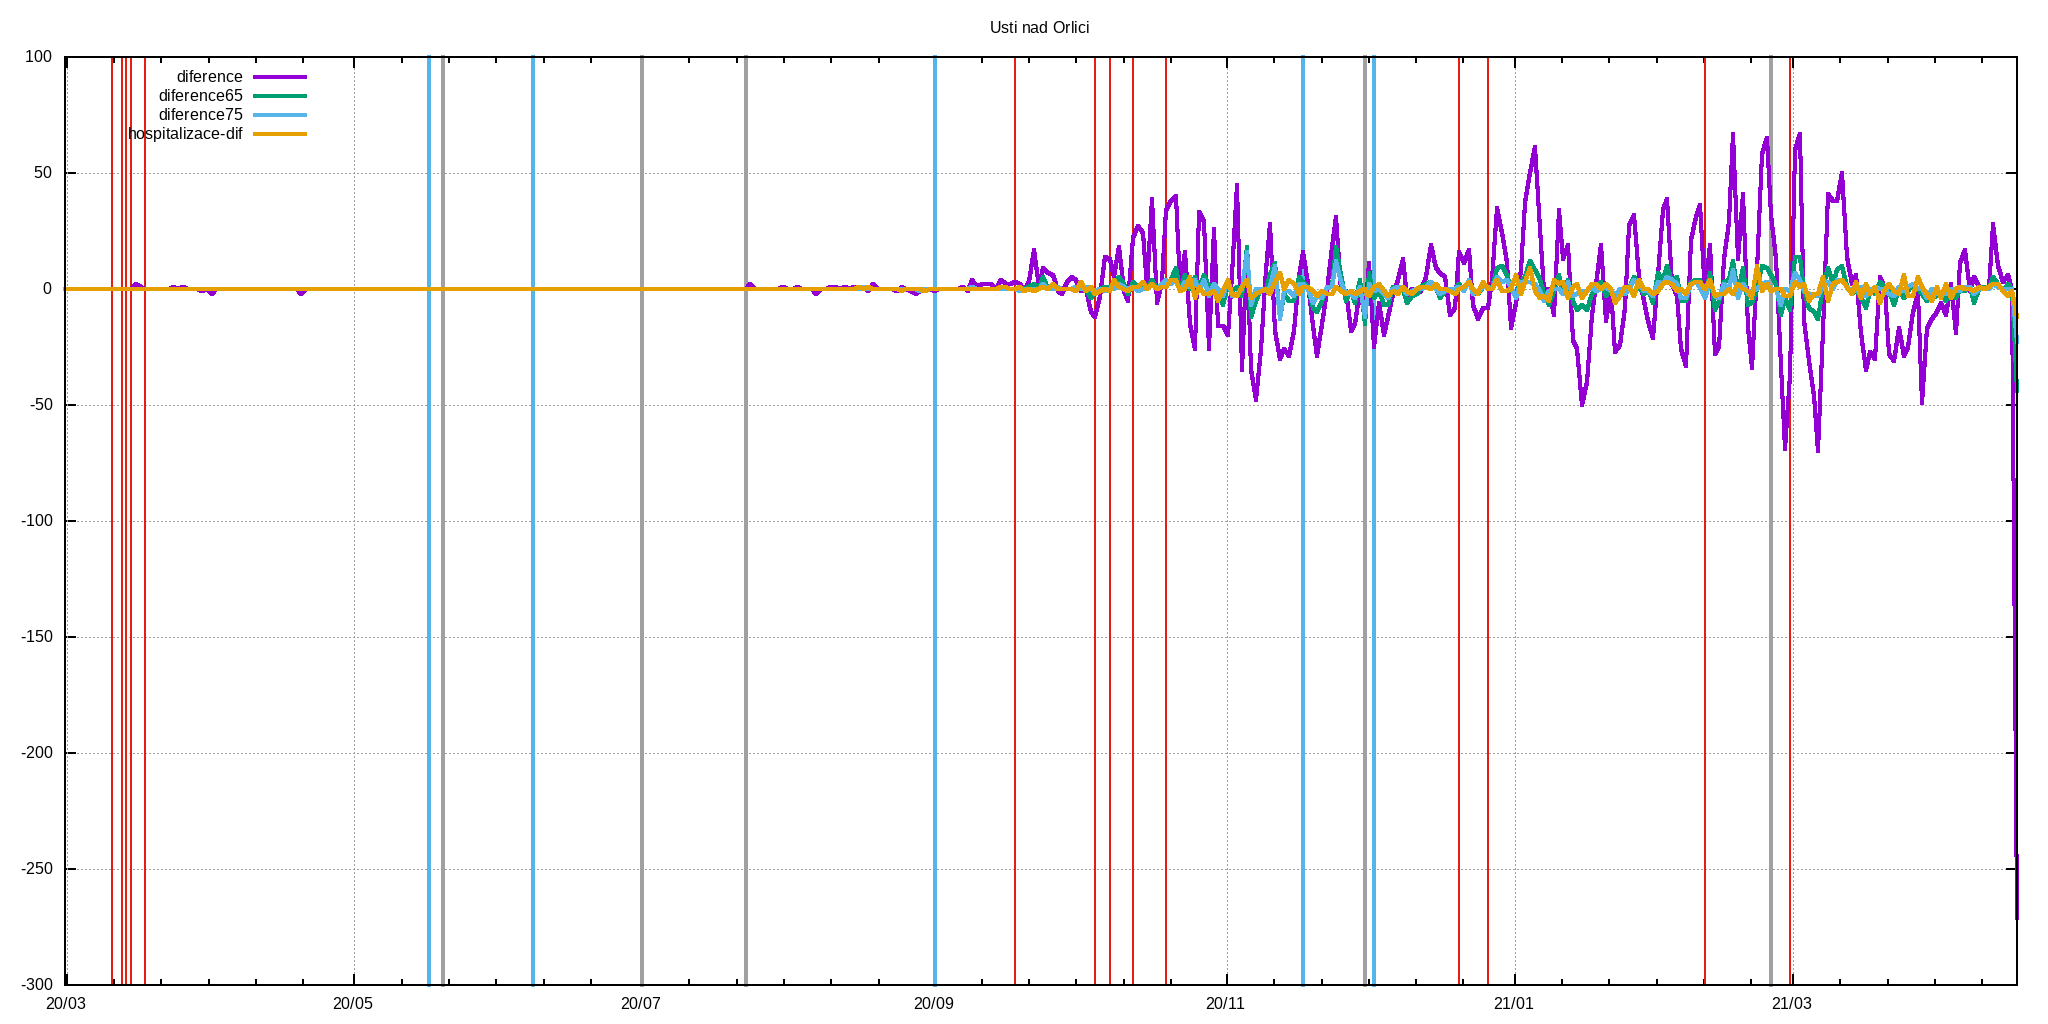 Usti nad Orlici
100
50
0
-50
-100
-150
-200
-250
-300
diference
diference65
diference75
hospitalizace-dif
20/03 20/05 20/07 20/09 20/11 21/01 21/03